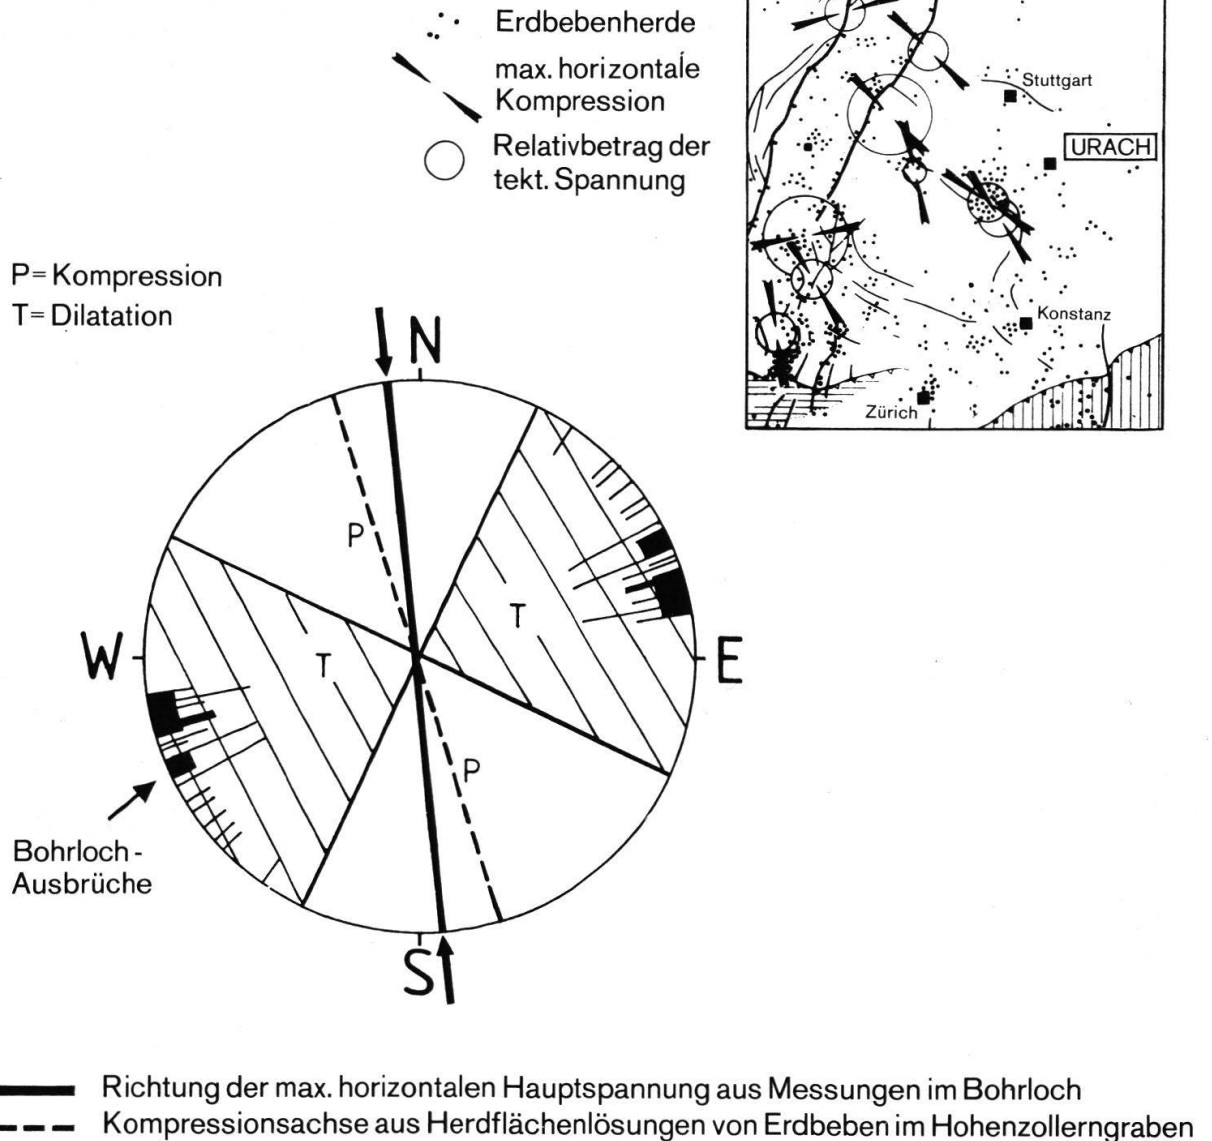 Erdbebenherde
max. horizontale
Kompression
Relativbetrag der
tekt. Spannung
Stuttgart
URACH
Konstanz
Zürich
P= Kompression
T= Dilatation
N
P
T
W
T
E
P
Bohrloch-
Ausbrüche
S
Richtung der max. horizontalen Hauptspannung aus Messungen im Bohrloch
Kompressionsachse aus Herdflächenlösungen von Erdbeben im Hohenzollerngraben